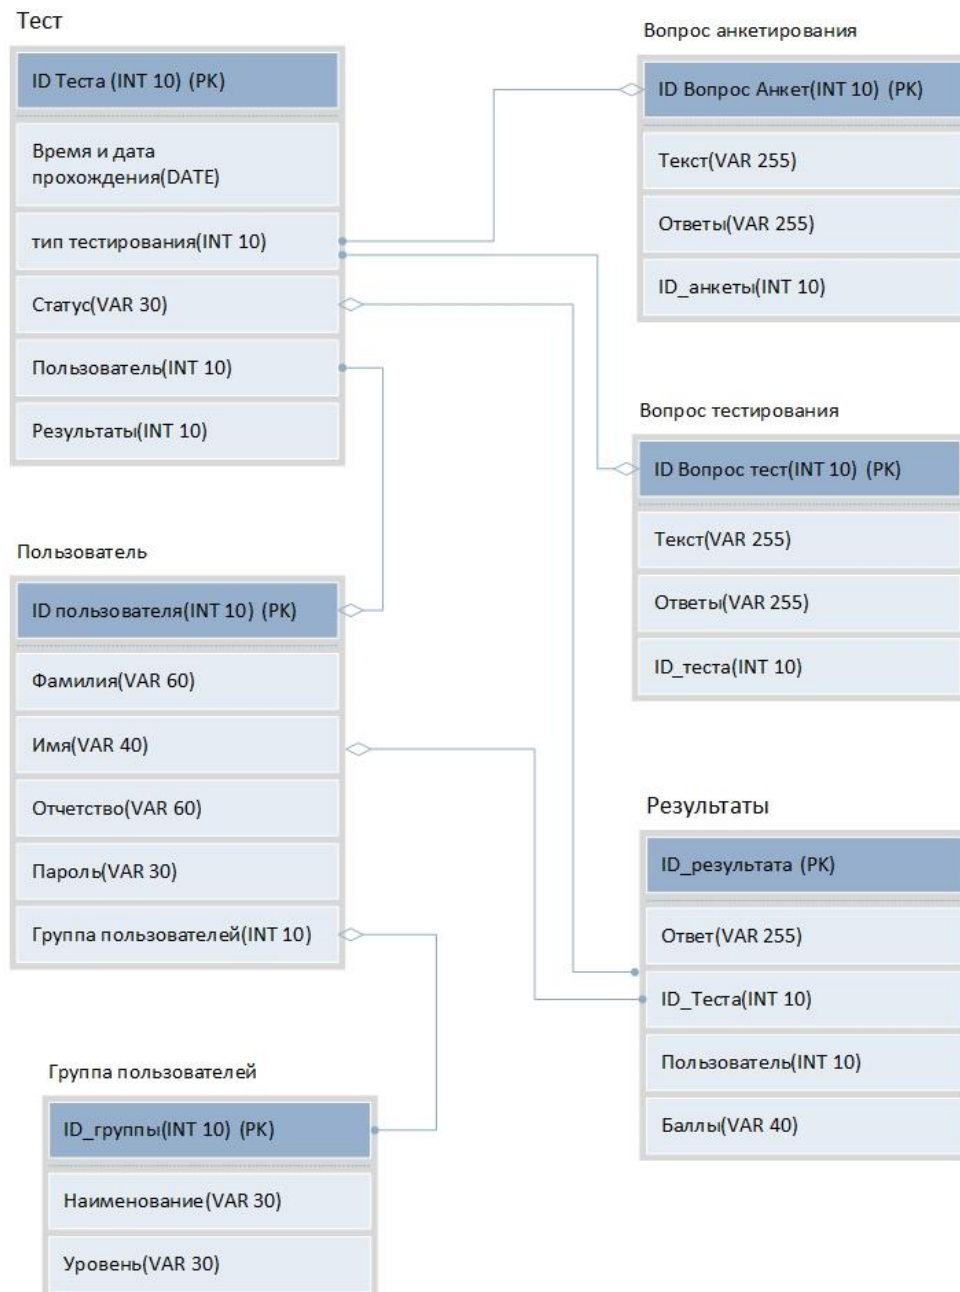 Тест
ID Теста (INT 10) (PK)
Время и дата
прохождения(DATE)
тип тестирования(INT 10)
Статус(VAR 30)
Пользователь(INT 10)
Результаты(INT 10)
Вопрос анкетирования
ID Вопрос Анкет(INT 10) (PK)
Текст(VAR 255)
Ответы(VAR 255)
ID_анкеты(INT 10)
Вопрос тестирования
ID Вопрос тест(INT 10) (PK)
Текст(VAR 255)
Ответы(VAR 255)
ID_теста(INT 10)
Пользователь
ID пользователя(INT 10) (PK)
Фамилия(VAR 60)
Имя(VAR 40)
Отчетство(VAR 60)
Пароль(VAR 30)
Группа пользователей(INT 10)
Результаты
ID_результата (PK)
Ответ(VAR 255)
ID_Теста(INT 10)
Пользователь(INT 10)
Баллы(VAR 40)
Группа пользователей
ID_группы(INT 10) (PK)
Наименование(VAR 30)
Уровень(VAR 30)